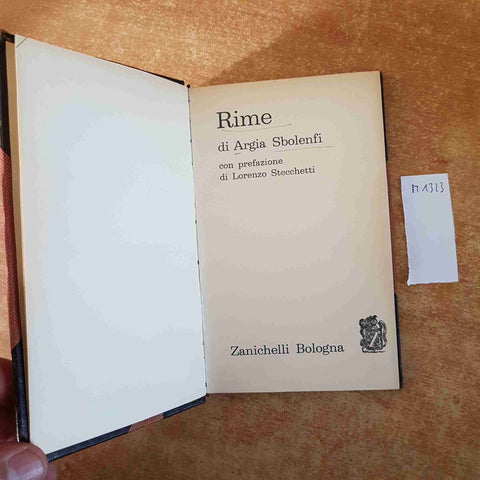 Rime
di Argia Sbolenfi
con prefazione
di Lorenzo Stecchetti
Zanichelli Bologna
M1323